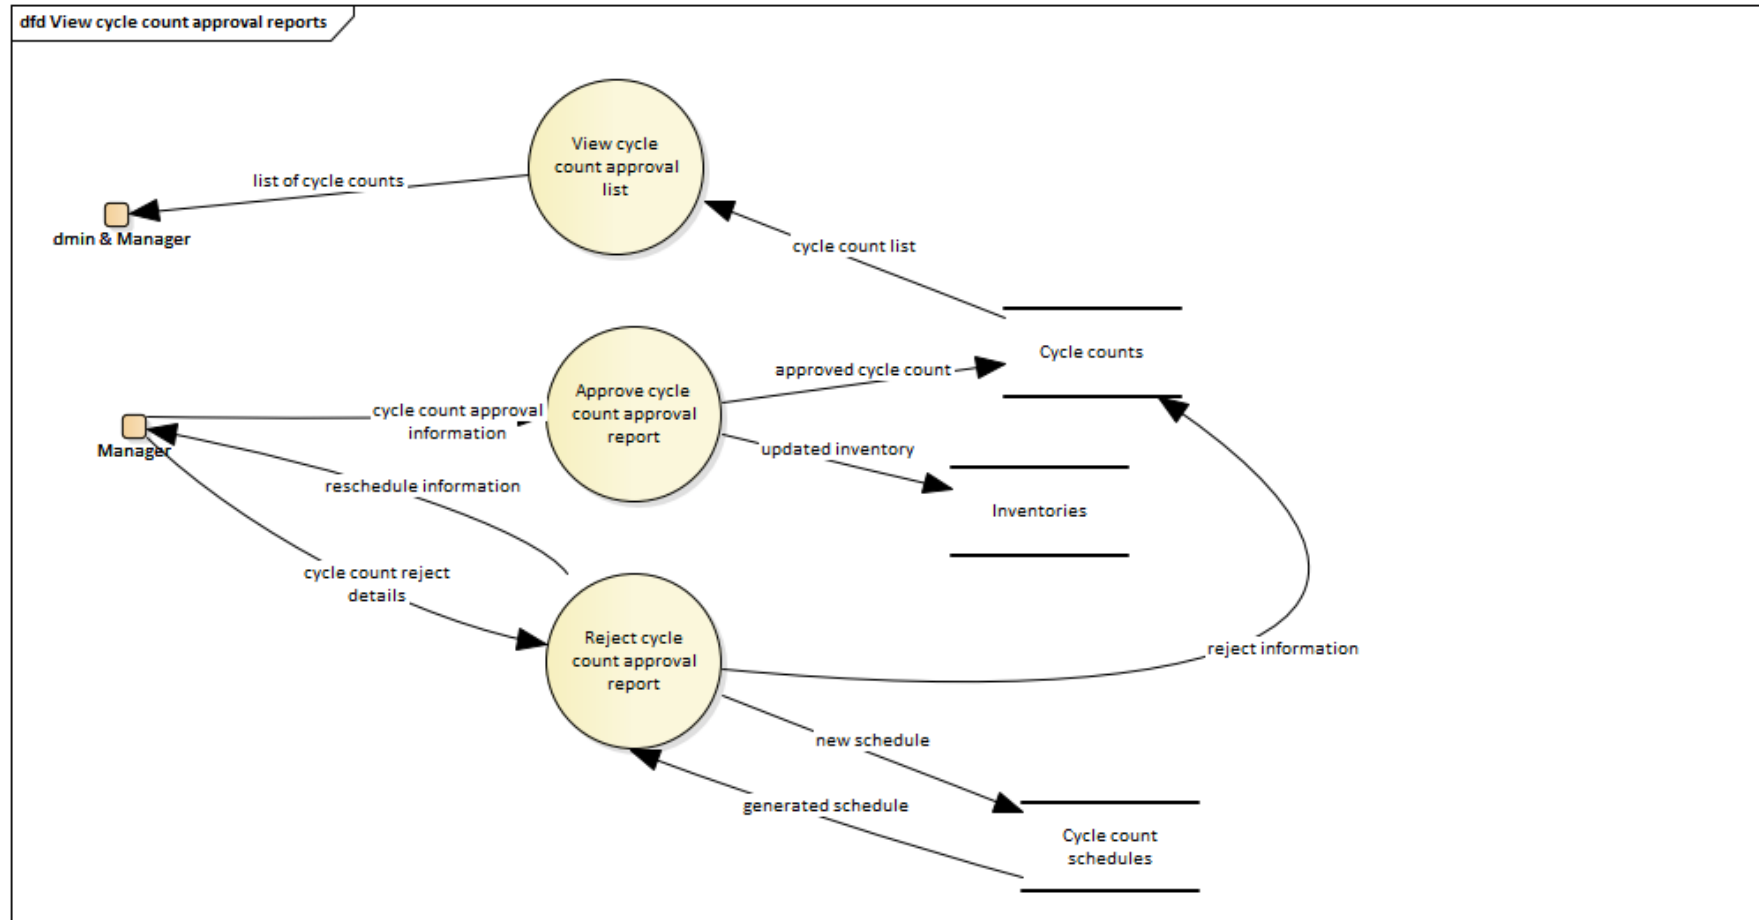 dfd View cycle count approval reports
View cycle
count approval
list
list of cycle counts
dmin & Manager
cycle count list
Cycle counts
approved cycle count
Approve cycle
count approval
report
cycle count approval
information
Manager
updated inventory
reschedule information
Inventories
cycle count reject
details
Reject cycle
count approval
report
reject information
new schedule
generated schedule
Cycle count
schedules